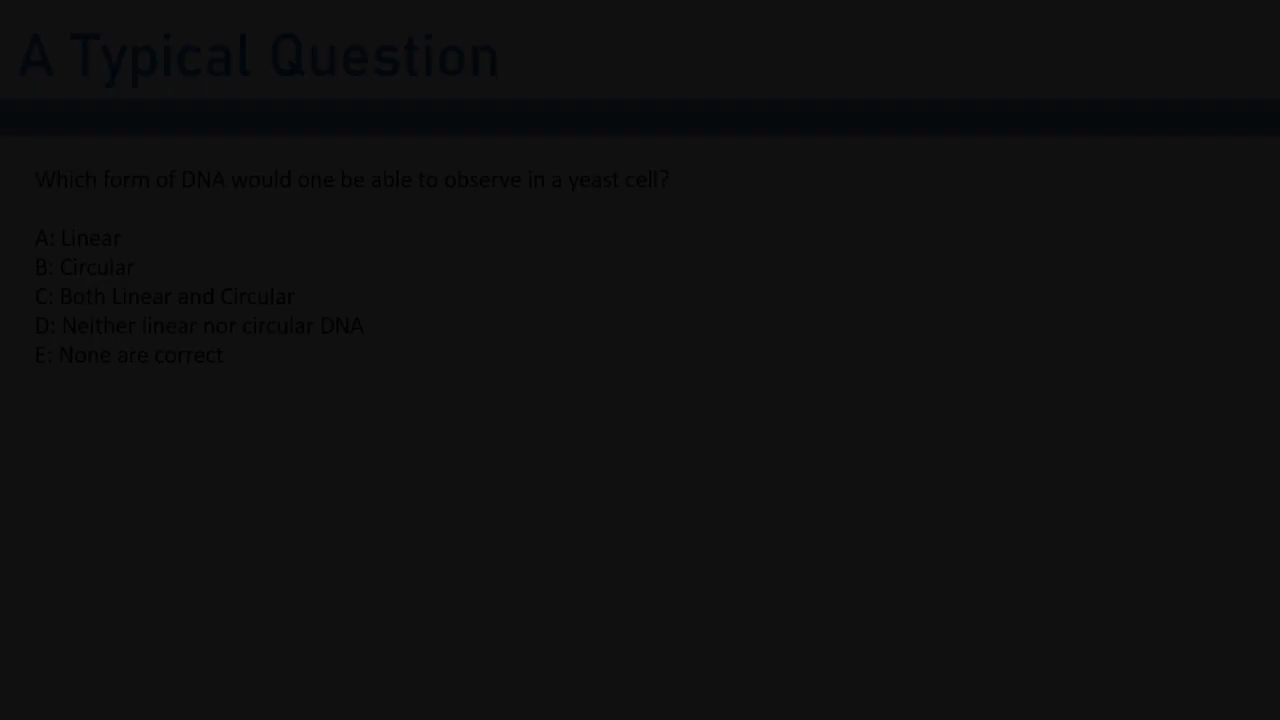 A Typical Question
Which form of DNA would one be able to observe in a yeast cell?
A: Linear
B: Circular
C: Both Linear and Circular
D: Neither linear nor circular DNA
E: None are correct